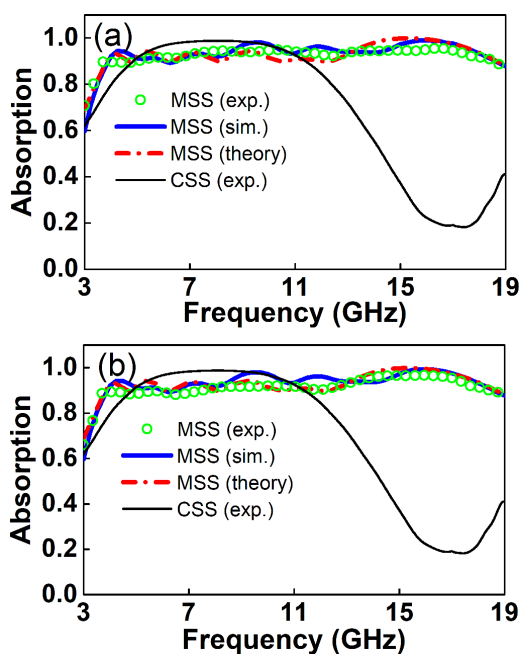 (a)
1.0
0.8
0.6
0.4
0.2
0.0
Absorption
MSS (exp.)
MSS (sim.)
MSS (theory)
CSS (exp.)
3 7 11 15 19
Frequency (GHz)
(b)
1.0
0.8
0.6
0.4
0.2
0.0
Absorption
MSS (exp.)
MSS (sim.)
MSS (theory)
CSS (exp.)
3 7 11 15 19
Frequency (GHz)